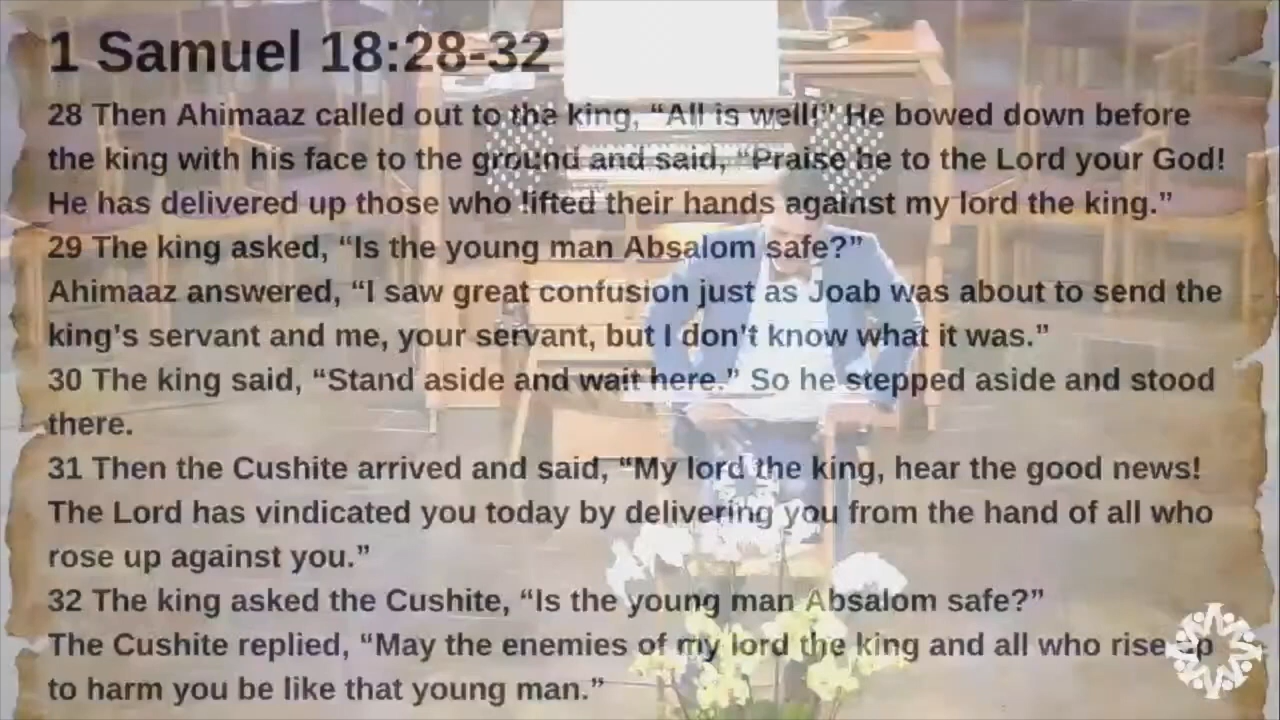 1 Samuel 18:28-32
28 Then Ahimaaz called out to the king, “All is well!” He bowed down before
the king with his face to the ground and said, “Praise be to the Lord your God!
He has delivered up those who lifted their hands against my lord the king.”
29 The king asked, “Is the young man Absalom safe?”
Ahimaaz answered, “I saw great confusion just as Joab was about to send the
king’s servant and me, your servant, but I don’t know what it was.”
30 The king said, “Stand aside and wait here.” So he stepped aside and stood
there.
31 Then the Cushite arrived and said, “My lord the king, hear the good news!
The Lord has vindicated you today by delivering you from the hand of all who
rose up against you.”
32 The king asked the Cushite, “Is the young man Absalom safe?”
The Cushite replied, “May the enemies of my lord the king and all who rise up
to harm you be like that young man.”